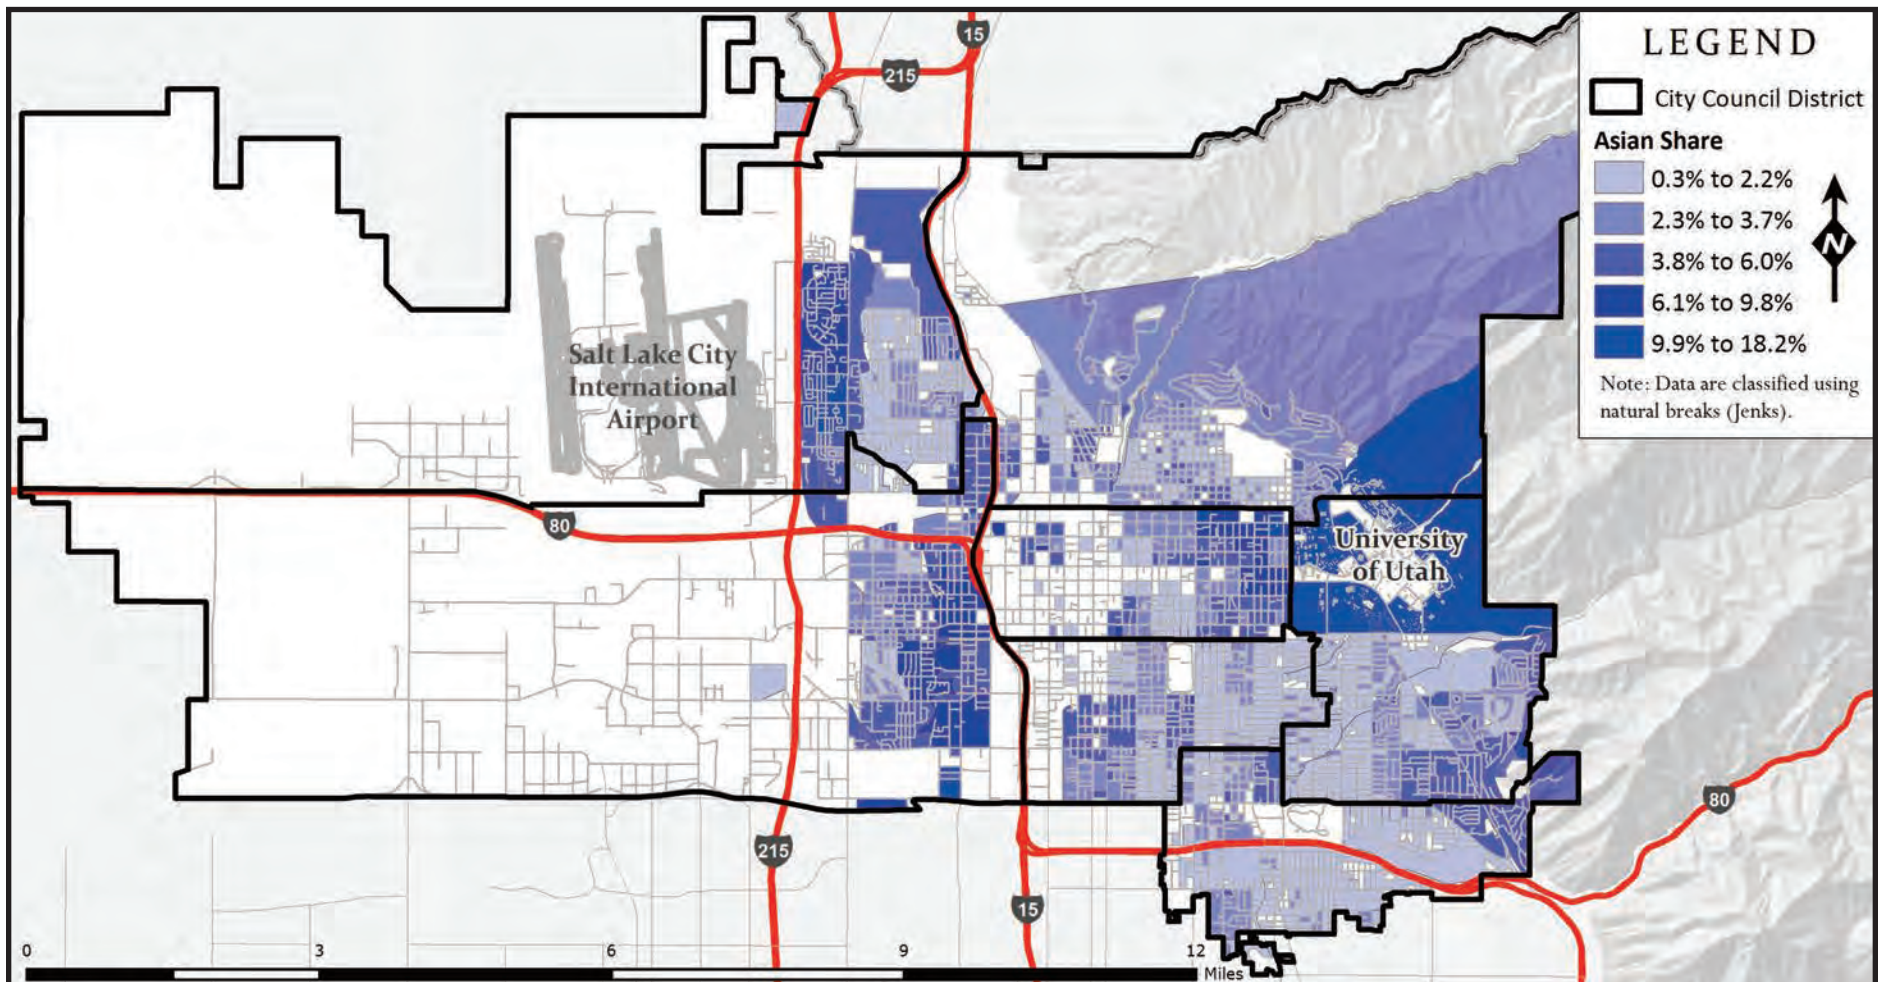 15
215
LEGEND
City Council District
Asian Share
0.3% to 2.2%
2.3% to 3.7%
3.8% to 6.0%
6.1% to 9.8%
9.9% to 18.2%
N
Note: Data are classified using
natural breaks (Jenks).
Salt Lake City
International
Airport
80
University
of Utah
80
215
15
0 3 6 9 12
Miles